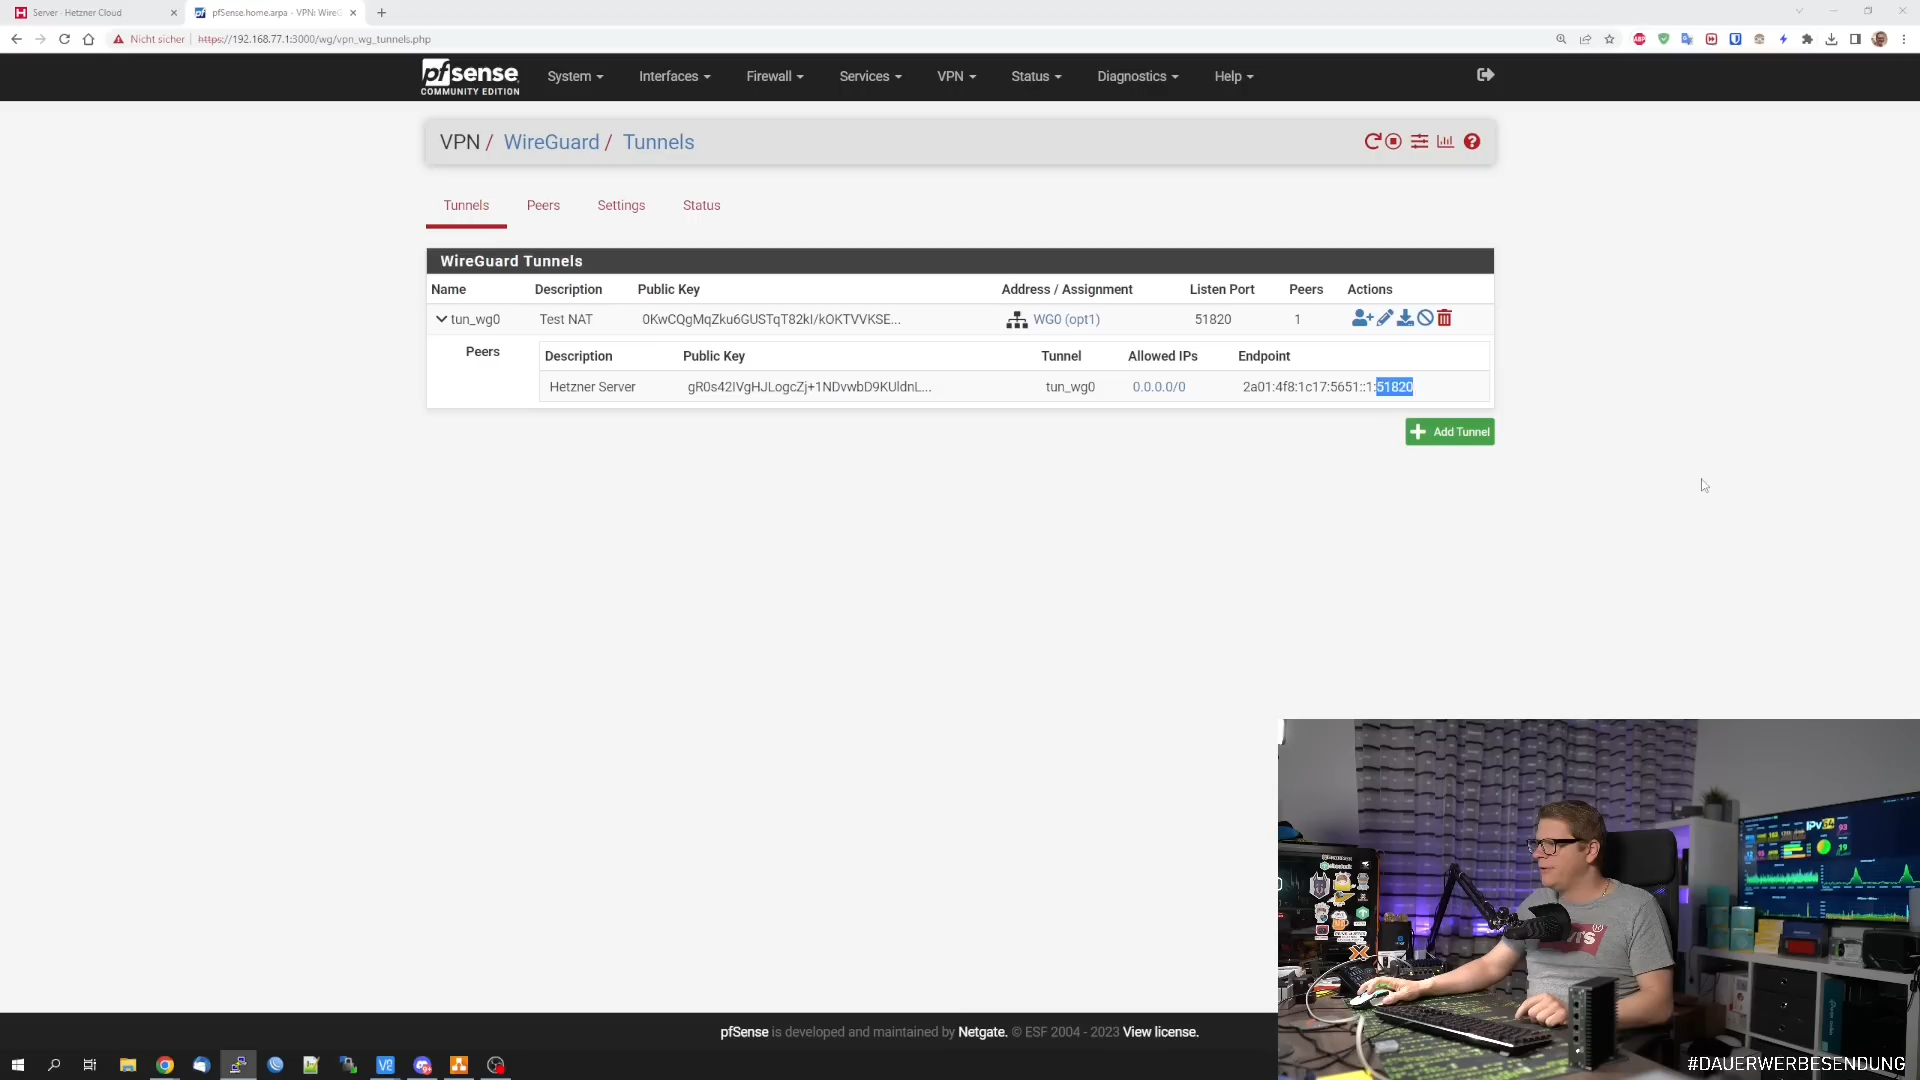 Server - Hetzner Cloud
pfSense.home.arpa - VPN: WireG
Nicht sicher
https://192.168.77.1:3000/wg/vpn_wg_tunnels.php
pfsense
COMMUNITY EDITION
System
Interfaces
Firewall
Services
VPN
Status
Diagnostics
Help
VPN / WireGuard / Tunnels
Tunnels
Peers
Settings
Status
WireGuard Tunnels
Name
Description
Public Key
Address / Assignment
Listen Port
Peers
Actions
tun_wg0
Test NAT
0KwCQgMqZku6GUSTqT82kI/kOKTVVKSE...
WG0 (opt1)
51820
1
Peers
Description
Public Key
Tunnel
Allowed IPs
Endpoint
Hetzner Server
gR0s42IVgHJLogcZj+1NDvwbD9KUldnL...
tun_wg0
0.0.0.0/0
2a01:4f8:1c17:5651::1:51820
Add Tunnel
IPv64
pfSense is developed and maintained by Netgate. © ESF 2004 - 2023 View license.
#DAUERWERBESENDUNG